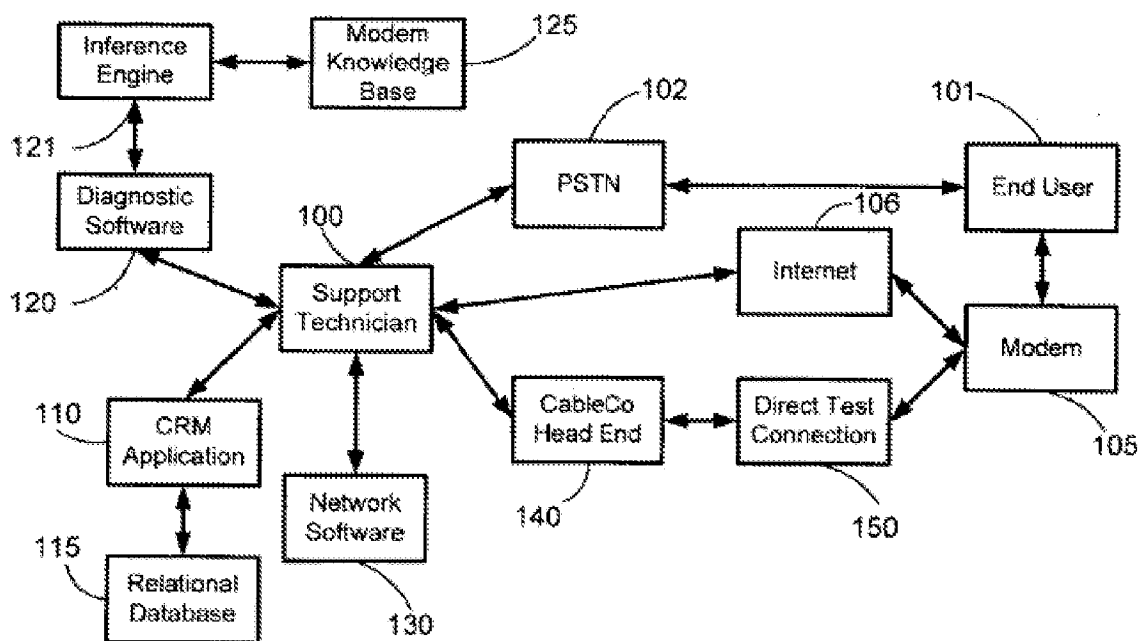 Inference
Engine
Modem
Knowledge
Base
125
121
102
101
Diagnostic
Software
PSTN
End User
106
100
120
Support
Technician
Internet
Modem
105
110
CRM
Application
CableCo
Head End
Direct Test
Connection
140
150
Network
Software
115
Relational
Database
130